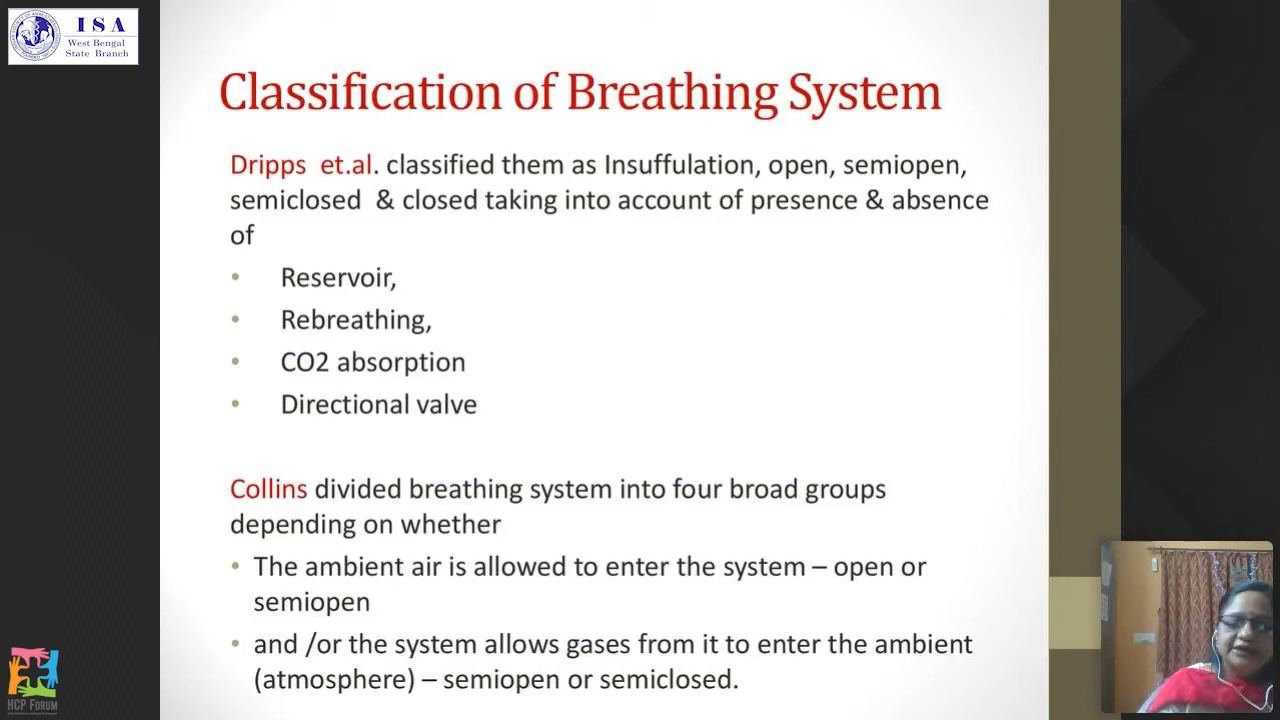 I S A
West Bengal
State Branch
Classification of Breathing System
Dripps et.al. classified them as Insuffulation, open, semiopen,
semiclosed & closed taking into account of presence & absence
of
• Reservoir,
• Rebreathing,
• CO2 absorption
• Directional valve
Collins divided breathing system into four broad groups
depending on whether
• The ambient air is allowed to enter the system – open or
semiopen
• and /or the system allows gases from it to enter the ambient
(atmosphere) – semiopen or semiclosed.
HCP FORUM